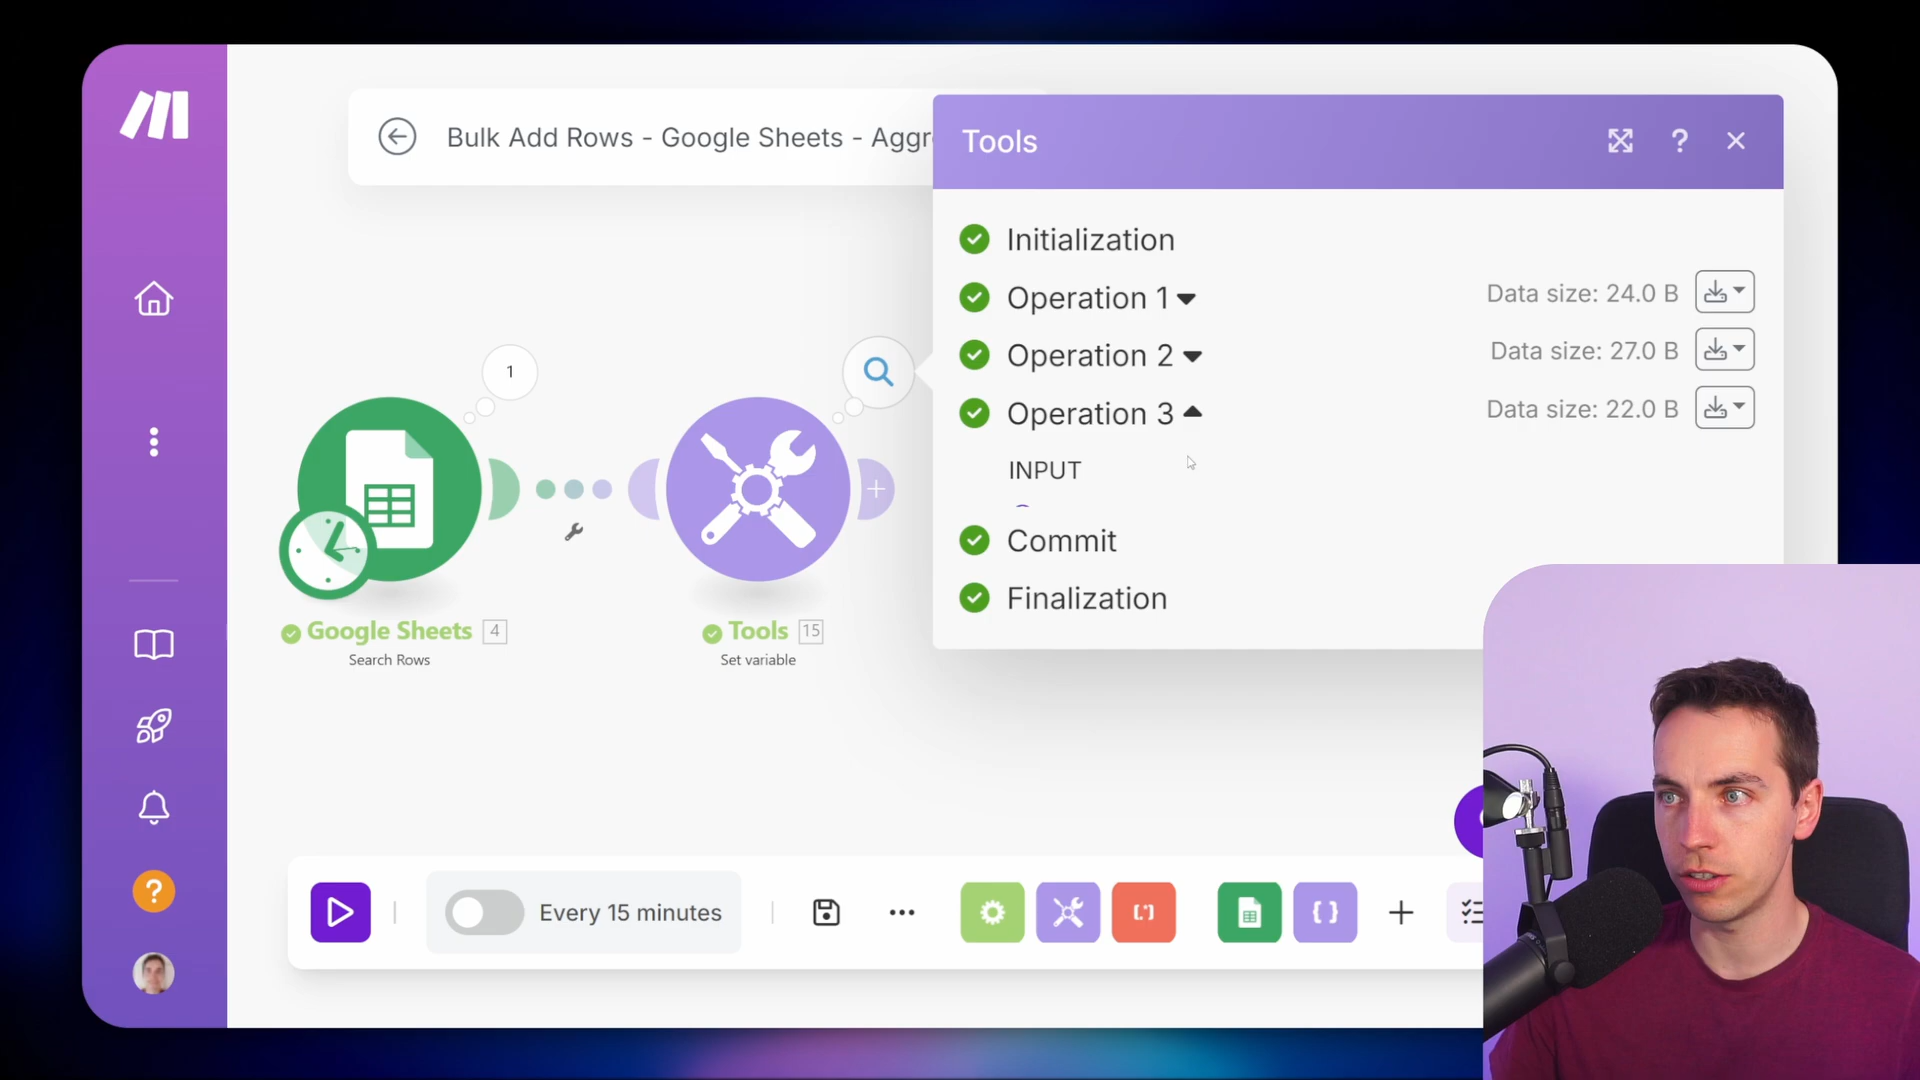 Bulk Add Rows - Google Sheets - Aggr
Tools
Initialization
Operation 1
Data size: 24.0 B
Operation 2
Data size: 27.0 B
Operation 3
Data size: 22.0 B
INPUT
Commit
Finalization
1
Google Sheets 4
Search Rows
Tools 15
Set variable
Every 15 minutes